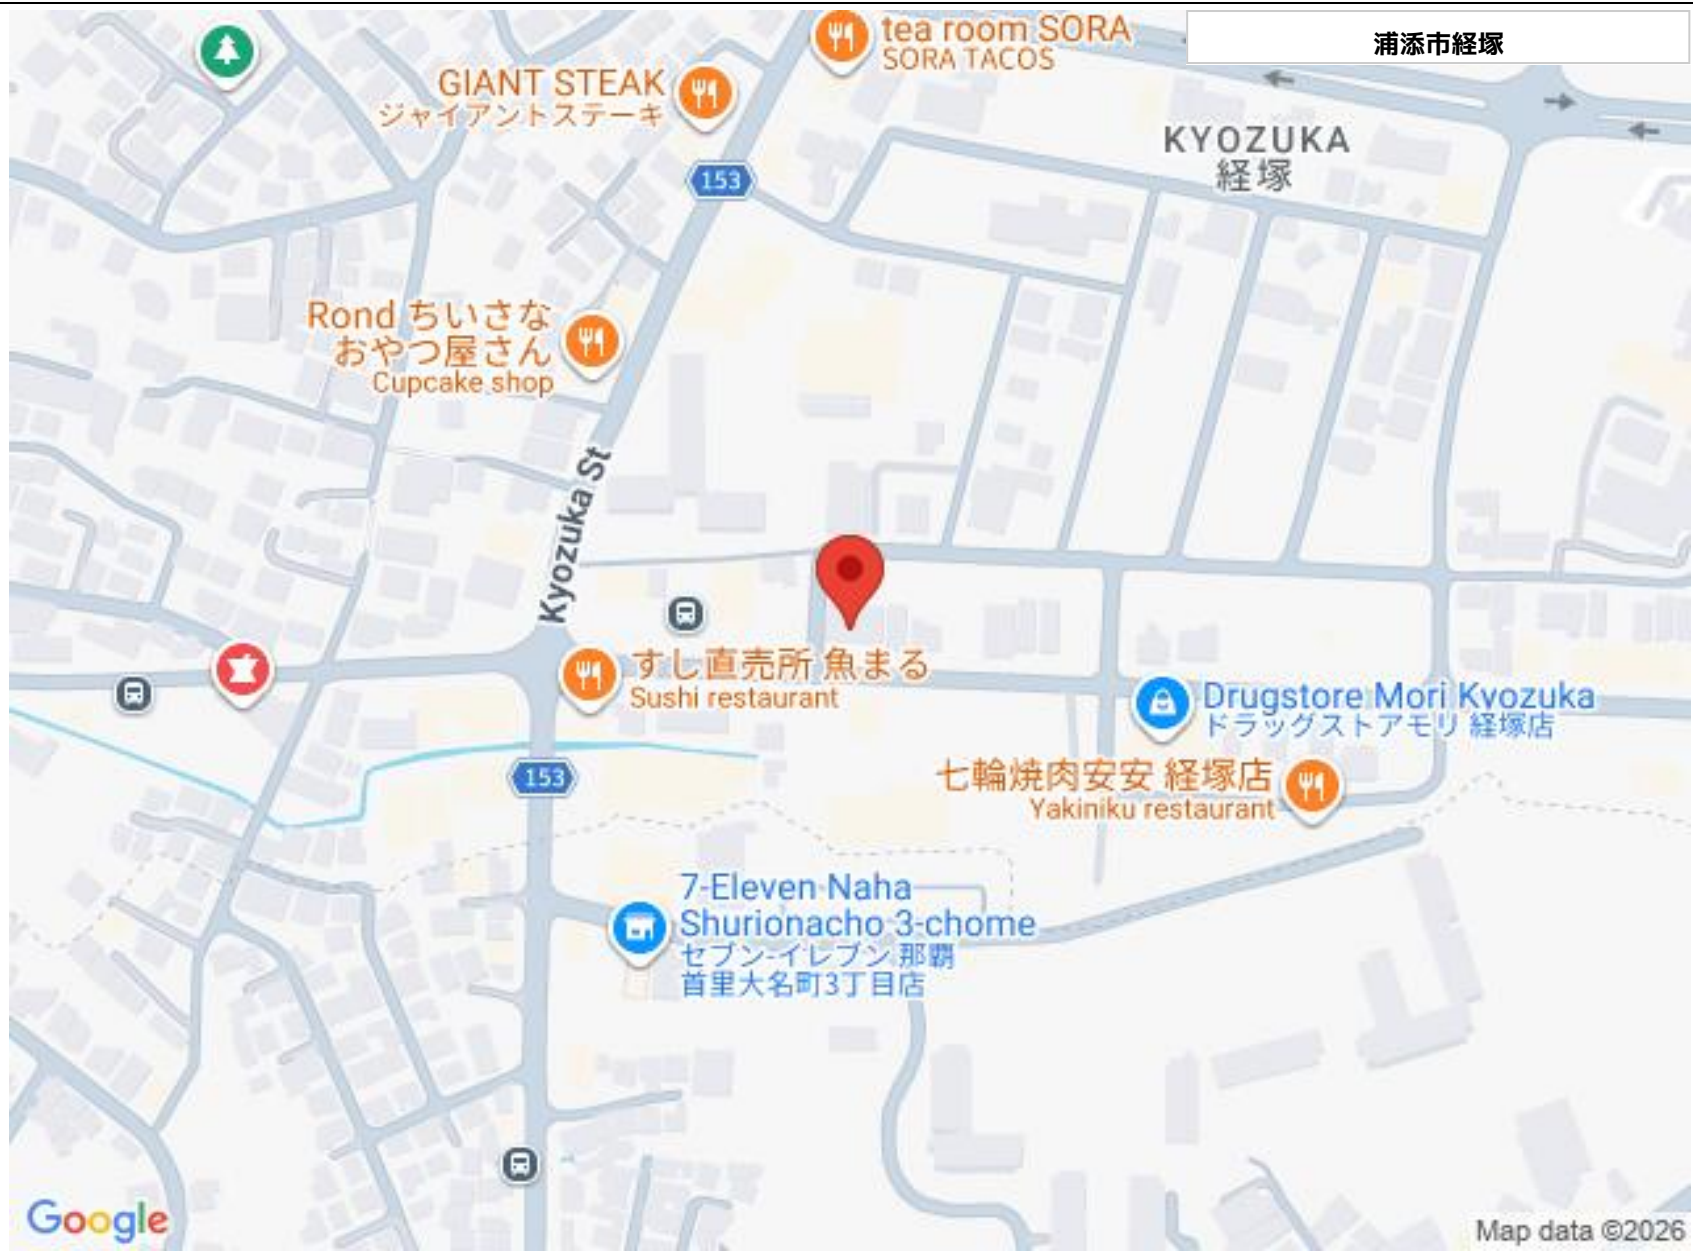 tea room SORA
SORA TACOS
浦添市経塚
GIANT STEAK
ジャイアントステーキ
KYOZUKA
経塚
153
Rond ちいさな
おやつ屋さん
Cupcake shop
Kyozuka St
すし直売所 魚まる
Sushi restaurant
Drugstore Mori Kyozuka
ドラッグストアモリ 経塚店
153
七輪焼肉安安 経塚店
Yakiniku restaurant
7-Eleven Naha
Shurionacho 3-chome
セブン-イレブン 那覇
首里大名町3丁目店
Google
Map data ©2026